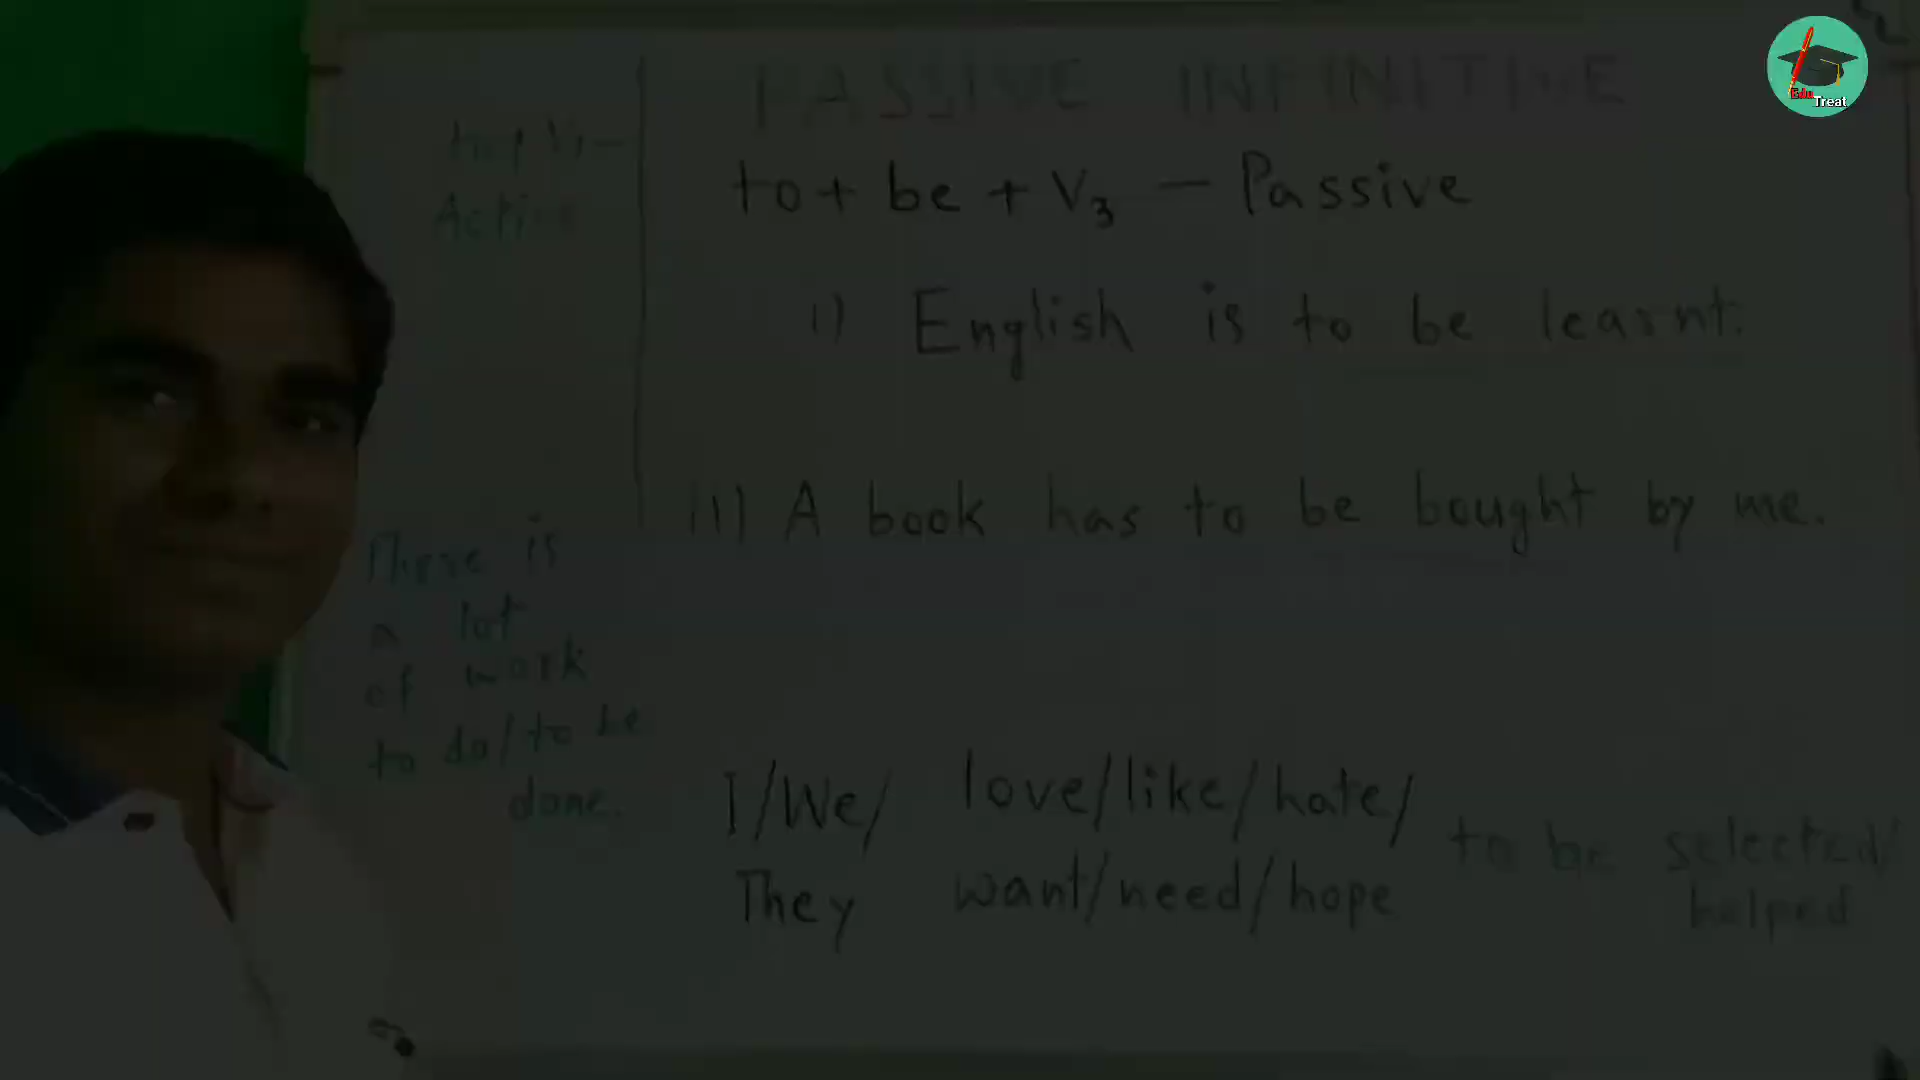 PASSIVE INFINITIVE
to + V1 —
Active
to + be + V3 — Passive
i) English is to be learnt.
ii) A book has to be bought by me.
There is
a lot
of work
to do/to be
done.
I/We/ love/like/hate/
They want/need/hope
to be selected/
helped
Edu
Treat